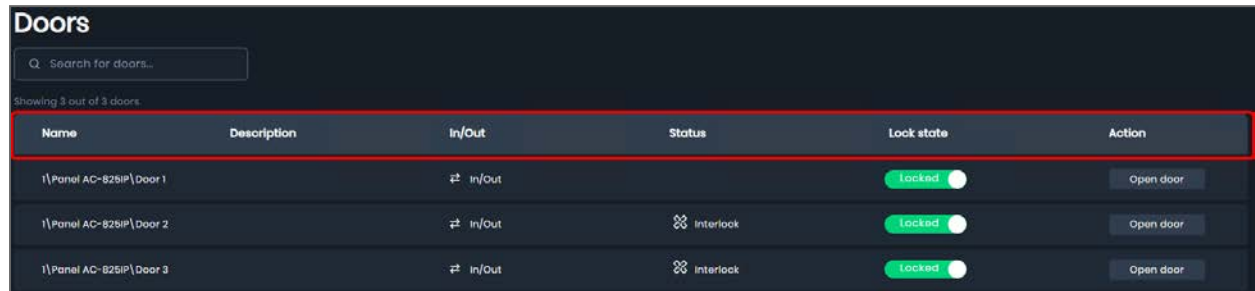 Doors
Search for doors...
Showing 3 out of 3 doors
Name Description In/Out Status Lock state Action
1\Panel AC-825IP\Door 1 In/Out Locked Open door
1\Panel AC-825IP\Door 2 In/Out Interlock Locked Open door
1\Panel AC-825IP\Door 3 In/Out Interlock Locked Open door